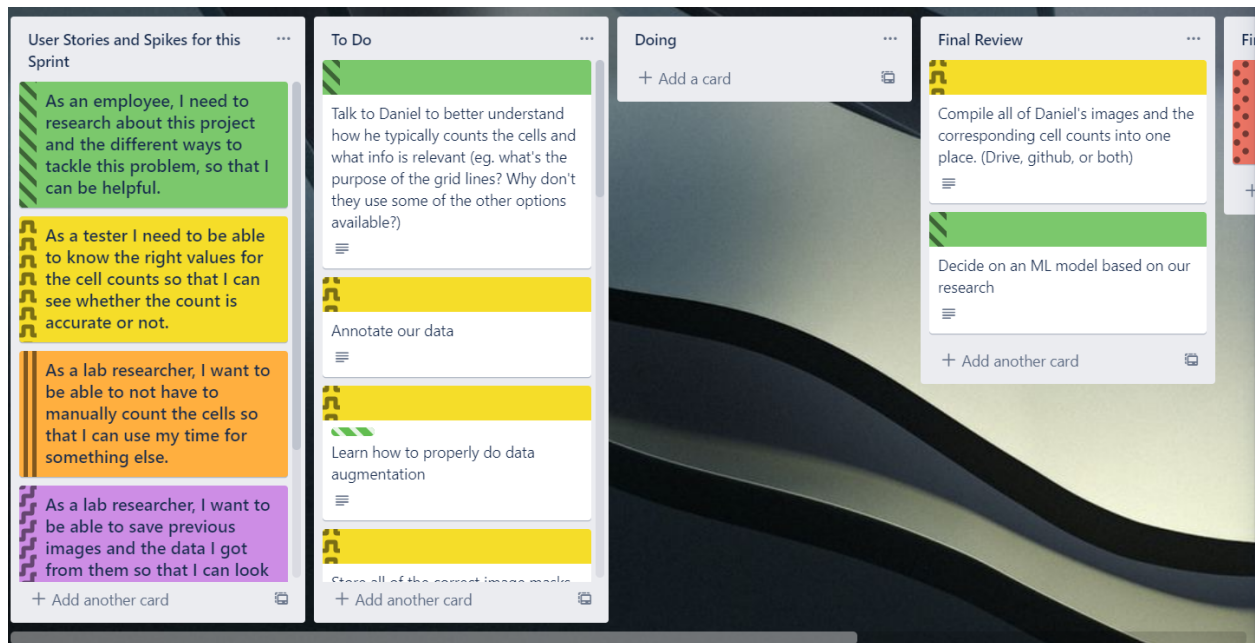 User Stories and Spikes for this
Sprint
As an employee, I need to
research about this project
and the different ways to
tackle this problem, so that I
can be helpful.
As a tester I need to be able
to know the right values for
the cell counts so that I can
see whether the count is
accurate or not.
As a lab researcher, I want to
be able to not have to
manually count the cells so
that I can use my time for
something else.
As a lab researcher, I want to
be able to save previous
images and the data I got
from them so that I can look
+ Add another card
To Do
Talk to Daniel to better understand
how he typically counts the cells and
what info is relevant (eg. what's the
purpose of the grid lines? Why don't
they use some of the other options
available?)
Annotate our data
Learn how to properly do data
augmentation
Store all of the correct image masks
+ Add another card
Doing
+ Add a card
Final Review
Compile all of Daniel's images and the
corresponding cell counts into one
place. (Drive, github, or both)
Decide on an ML model based on our
research
+ Add another card